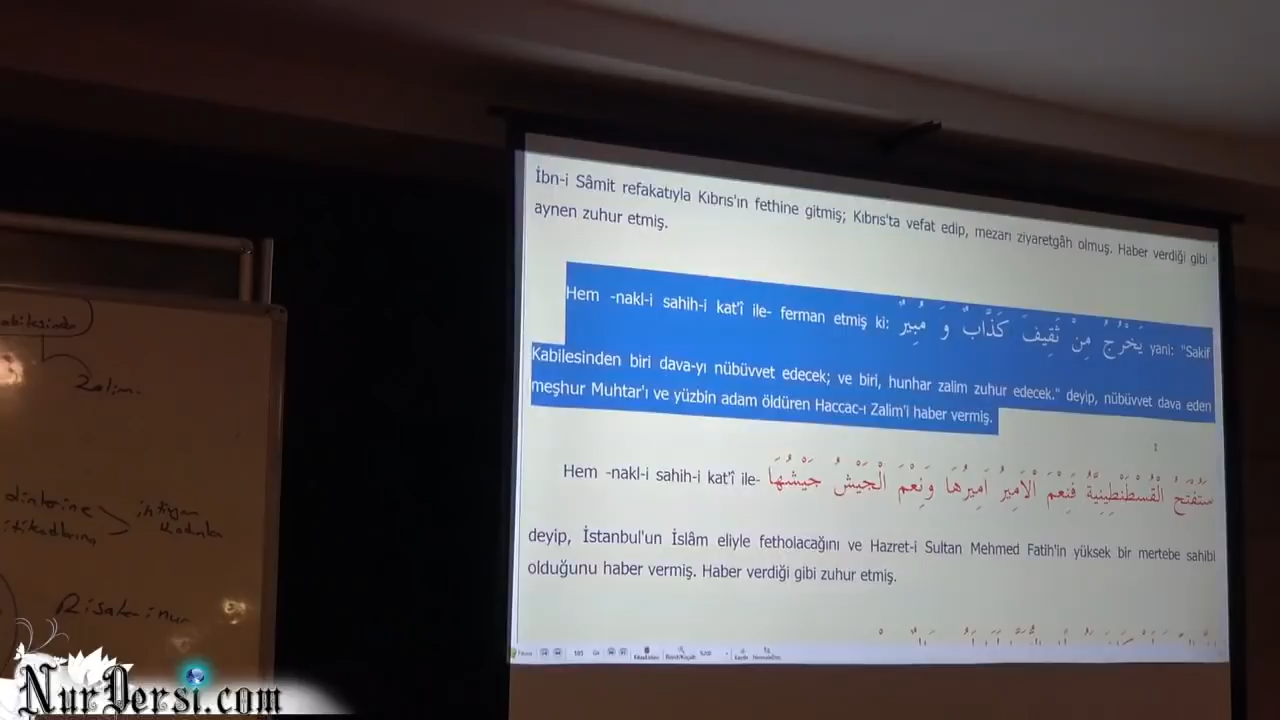 İbn-i Sâmit refakatıyla Kıbrıs'ın fethine gitmiş; Kıbrıs'ta vefat edip, mezarı ziyaretgâh olmuş. Haber verdiği gibi
aynen zuhur etmiş.
Hem -nakl-i sahih-i kat'î ile- ferman etmiş ki: يَخْرُجُ مِنْ ثَقِيفَ كَذَّابٌ وَ مُبِيرٌ yani: "Sakif
Kabilesinden biri dava-yı nübüvvet edecek; ve biri, hunhar zalim zuhur edecek." deyip, nübüvvet dava eden
meşhur Muhtar'ı ve yüzbin adam öldüren Haccac-ı Zalim'i haber vermiş.
Hem -nakl-i sahih-i kat'î ile- سَتُفْتَحُ الْقُسْطَنْطِينِيَّةُ فَنِعْمَ الْاَمِيرُ اَمِيرُهَا وَنِعْمَ الْجَيْشُ جَيْشُهَا
deyip, İstanbul'un İslâm eliyle fetholacağını ve Hazret-i Sultan Mehmed Fatih'in yüksek bir mertebe sahibi
olduğunu haber vermiş. Haber verdiği gibi zuhur etmiş.
Zalim
Risale-i nur
NurDersi.com